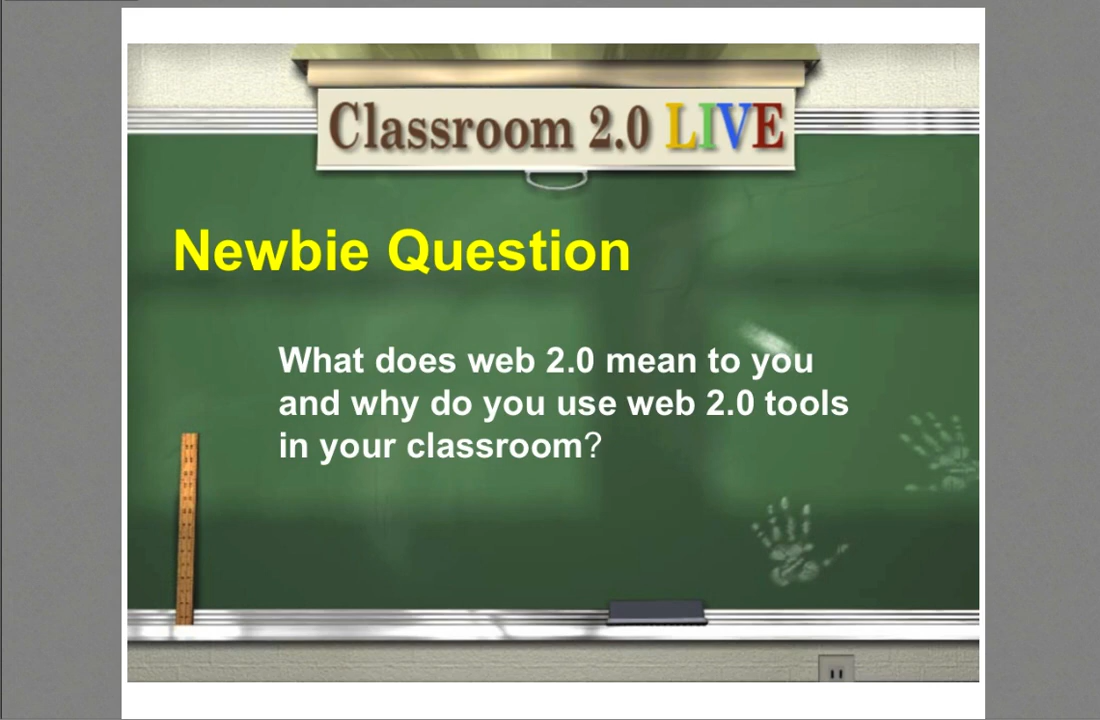 Classroom 2.0 LIVE
Newbie Question
What does web 2.0 mean to you
and why do you use web 2.0 tools
in your classroom?